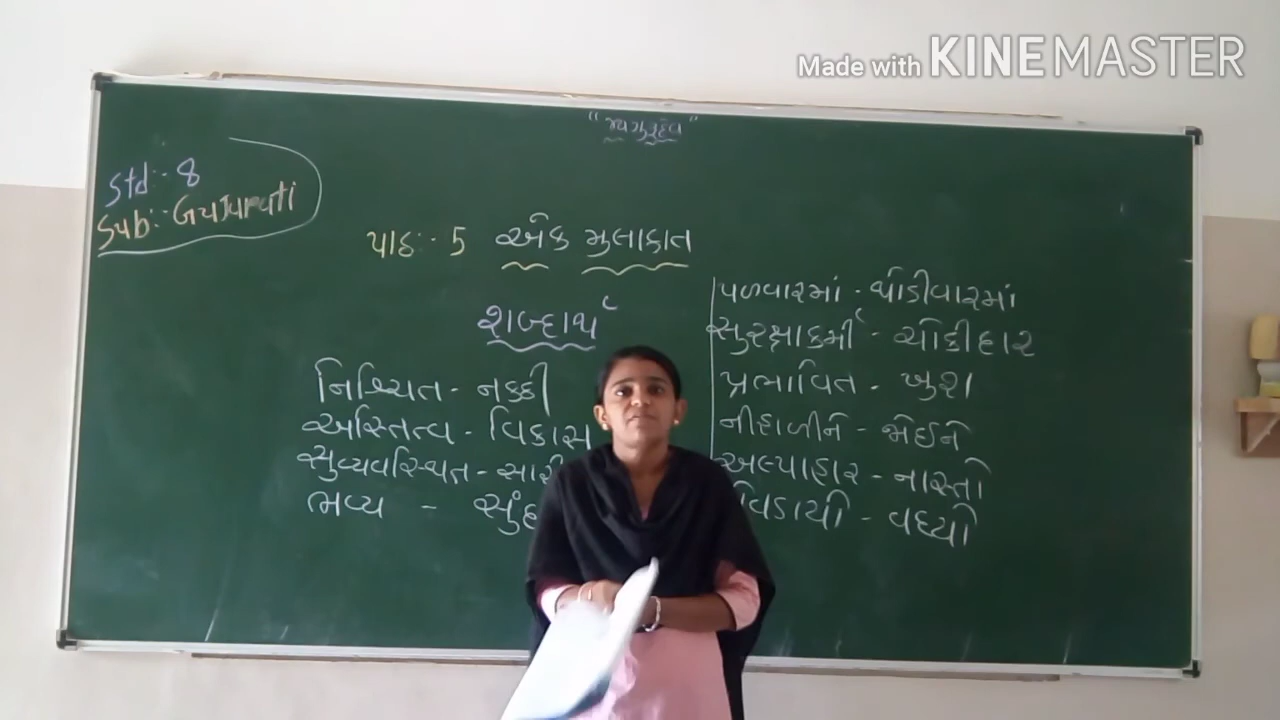 Made with KINEMASTER
"જય ગુરૂદેવ"
Std:- 8
Sub:- Gujarati
પાઠ:- 5 એક મુલાકાત
શબ્દાર્થ
નિશ્ચિત - નક્કી
અસ્તિત્વ - વિકાસ
સુવ્યવસ્થિત - સારી
ભવ્ય -
પળવારમાં - થોડીવારમાં
સુરક્ષાકર્મી - ચોકીદાર
પ્રભાવિત - ખુશ
નીહાળીને - જોઈને
અલ્પાહાર - નાસ્તો
- વધ્યો